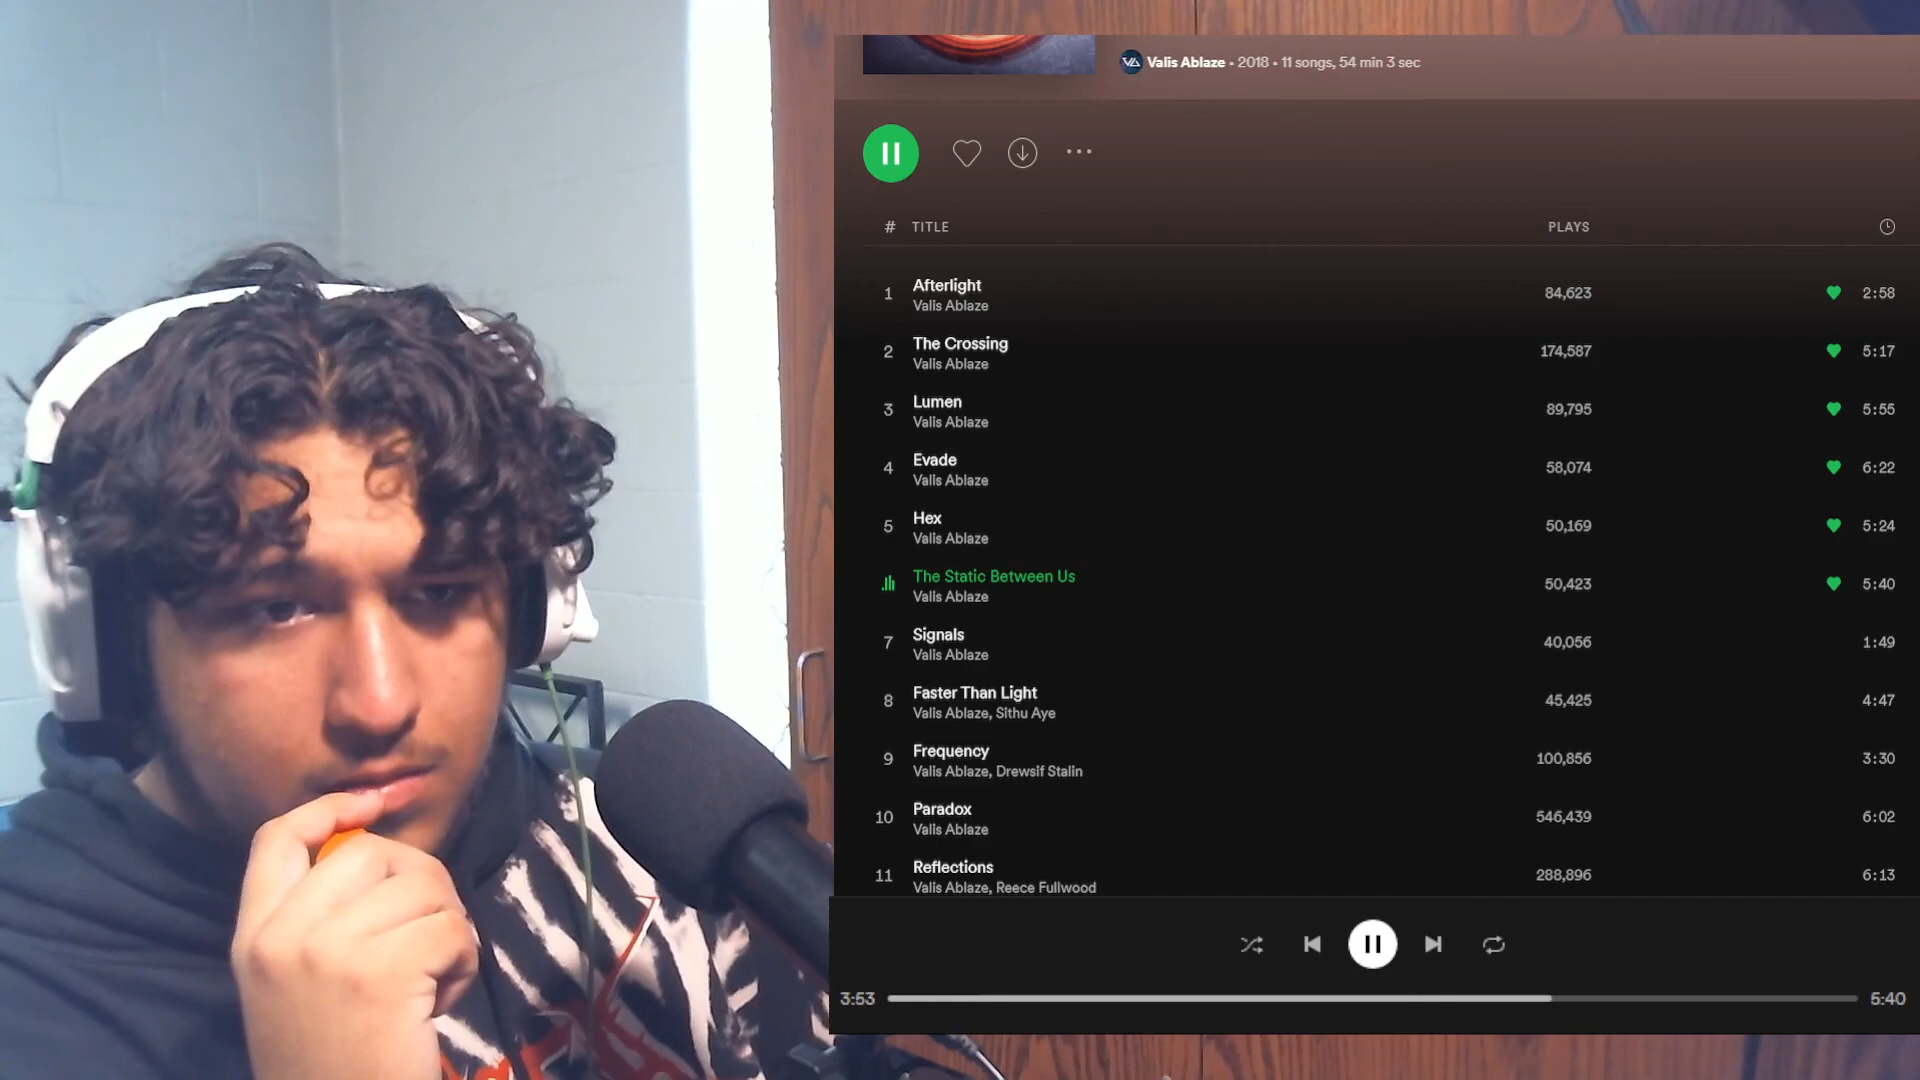 Valis Ablaze • 2018 • 11 songs, 54 min 3 sec
# TITLE PLAYS
1 Afterlight 84,623 2:58
Valis Ablaze
2 The Crossing 174,587 5:17
Valis Ablaze
3 Lumen 89,795 5:55
Valis Ablaze
4 Evade 58,074 6:22
Valis Ablaze
5 Hex 50,169 5:24
Valis Ablaze
The Static Between Us 50,423 5:40
Valis Ablaze
7 Signals 40,056 1:49
Valis Ablaze
8 Faster Than Light 45,425 4:47
Valis Ablaze, Sithu Aye
9 Frequency 100,856 3:30
Valis Ablaze, Drewsif Stalin
10 Paradox 546,439 6:02
Valis Ablaze
11 Reflections 288,896 6:13
Valis Ablaze, Reece Fullwood
3:53 5:40